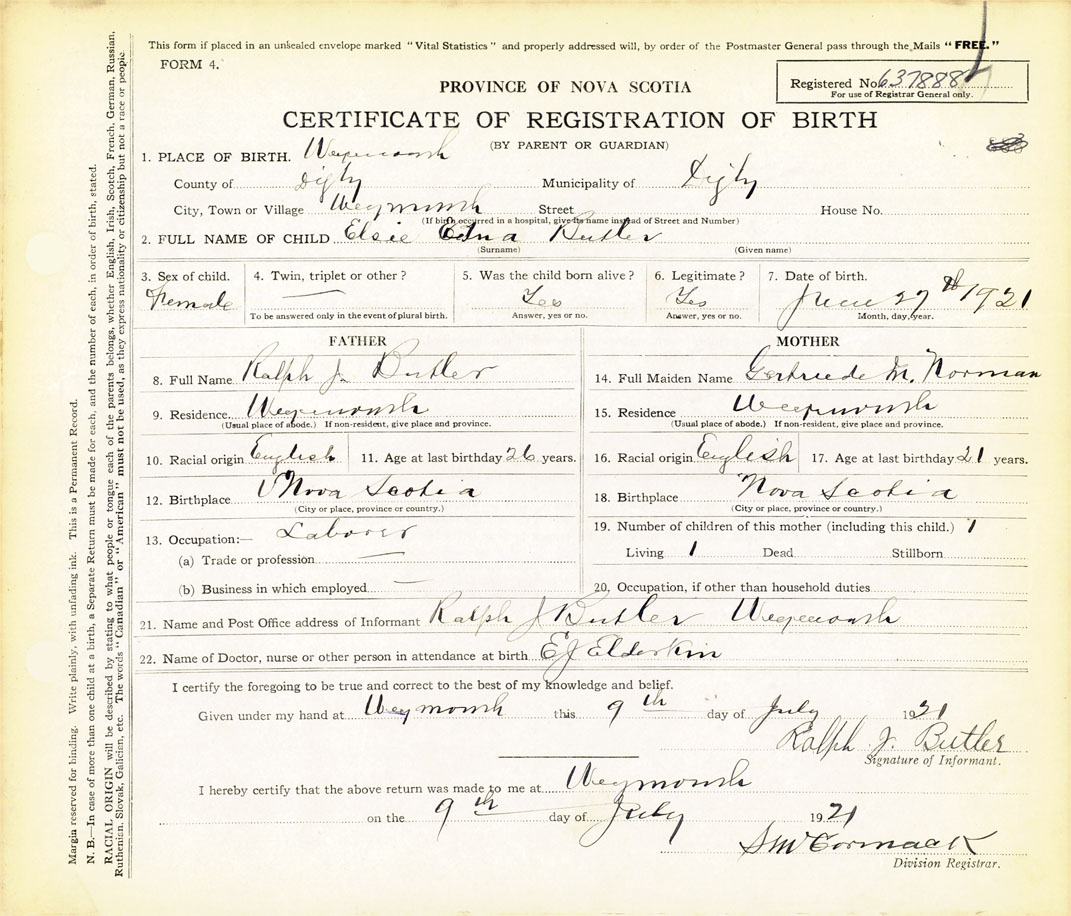 This form if placed in an unsealed envelope marked "Vital Statistics" and properly addressed will, by order of the Postmaster General pass through the Mails "FREE."
FORM 4.
Registered No. 637888
For use of Registrar General only.
PROVINCE OF NOVA SCOTIA
CERTIFICATE OF REGISTRATION OF BIRTH
(BY PARENT OR GUARDIAN)
1. PLACE OF BIRTH. Weymouth
County of Digby Municipality of Digby
City, Town or Village Weymouth Street House No.
(If birth occurred in a hospital, give its name instead of Street and Number)
2. FULL NAME OF CHILD Elsie Edna Butler
(Surname) (Given name)
3. Sex of child. 4. Twin, triplet or other? 5. Was the child born alive? 6. Legitimate? 7. Date of birth.
Female — Yes Yes June 27th 1921
To be answered only in the event of plural birth. Answer, yes or no. Answer, yes or no. Month, day, year.
FATHER
8. Full Name Ralph J. Butler
9. Residence Weymouth
(Usual place of abode.) If non-resident, give place and province.
10. Racial origin English 11. Age at last birthday 26 years.
12. Birthplace Nova Scotia
(City or place, province or country.)
13. Occupation:— Laborer
(a) Trade or profession —
(b) Business in which employed —
MOTHER
14. Full Maiden Name Gertruede M. Norman
15. Residence Weymouth
(Usual place of abode.) If non-resident, give place and province.
16. Racial origin English 17. Age at last birthday 21 years.
18. Birthplace Nova Scotia
(City or place, province or country.)
19. Number of children of this mother (including this child.) 1
Living 1 Dead Stillborn
20. Occupation, if other than household duties
21. Name and Post Office address of Informant Ralph J Butler Weymouth
22. Name of Doctor, nurse or other person in attendance at birth EJ Elderkin
I certify the foregoing to be true and correct to the best of my knowledge and belief.
Given under my hand at Weymouth this 9th day of July 1921
Ralph J. Butler
Signature of Informant.
I hereby certify that the above return was made to me at Weymouth
on the 9th day of July 1921
S McCormack
Division Registrar.
Margin reserved for binding. Write plainly, with unfading ink. This is a Permanent Record.
N. B.—In case of more than one child at a birth, a Separate Return must be made for each, and the number of each, in order of birth, stated.
RACIAL ORIGIN will be described by stating to what people or tongue each of the parents belongs, whether English, Irish, Scotch, French, German, Russian,
Ruthenian, Slovak, Galician, etc. The words "Canadian" or "American" must not be used, as they express nationality or citizenship but not a race or people.